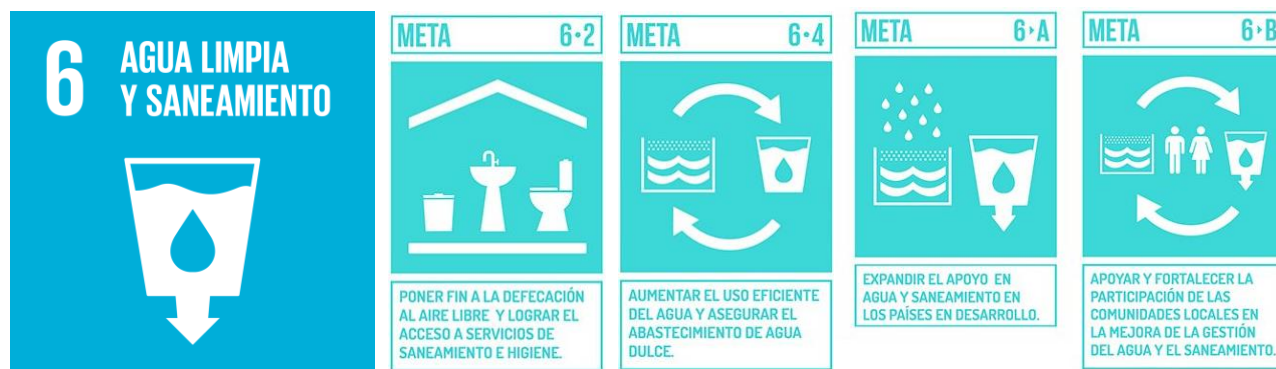 6 AGUA LIMPIA
Y SANEAMIENTO
META 6·2
PONER FIN A LA DEFECACIÓN
AL AIRE LIBRE Y LOGRAR EL
ACCESO A SERVICIOS DE
SANEAMIENTO E HIGIENE.
META 6·4
AUMENTAR EL USO EFICIENTE
DEL AGUA Y ASEGURAR EL
ABASTECIMIENTO DE AGUA
DULCE.
META 6·A
EXPANDIR EL APOYO EN
AGUA Y SANEAMIENTO EN
LOS PAÍSES EN DESARROLLO.
META 6·B
APOYAR Y FORTALECER LA
PARTICIPACIÓN DE LAS
COMUNIDADES LOCALES EN
LA MEJORA DE LA GESTIÓN
DEL AGUA Y EL SANEAMIENTO.